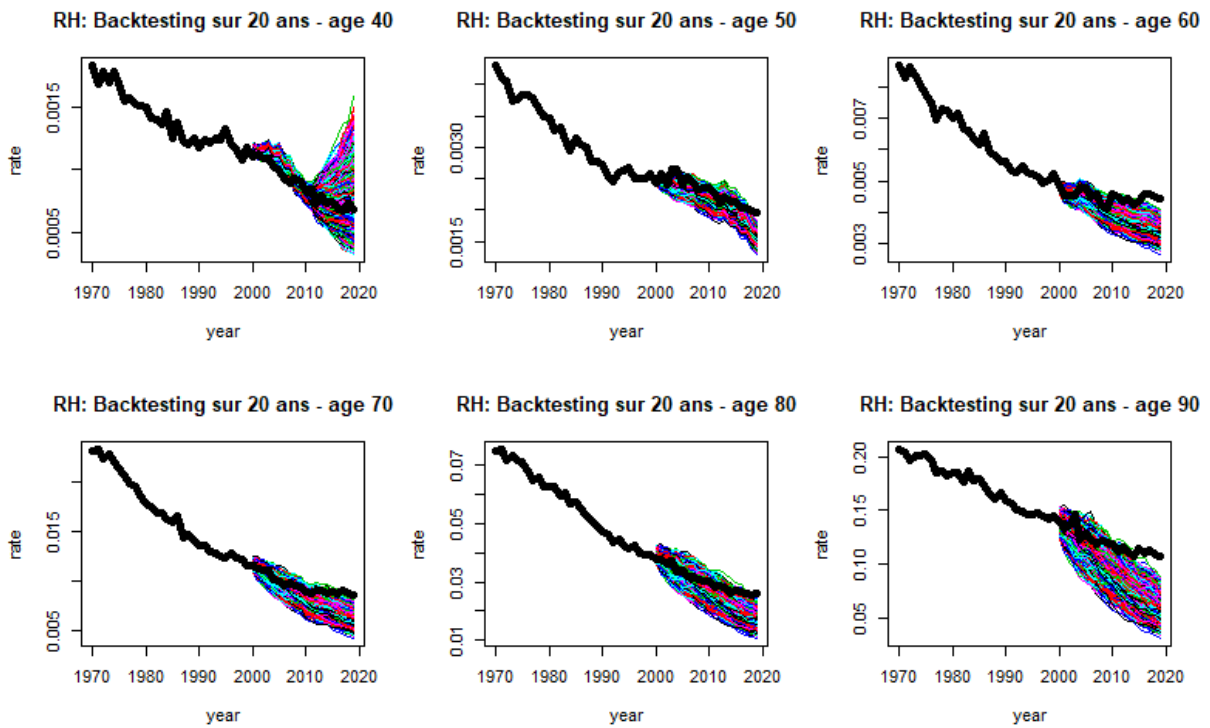 RH: Backtesting sur 20 ans - age 40
rate
0.0015
0.0005
1970 1980 1990 2000 2010 2020
year
RH: Backtesting sur 20 ans - age 50
rate
0.0030
0.0015
1970 1980 1990 2000 2010 2020
year
RH: Backtesting sur 20 ans - age 60
rate
0.007
0.005
0.003
1970 1980 1990 2000 2010 2020
year
RH: Backtesting sur 20 ans - age 70
rate
0.015
0.005
1970 1980 1990 2000 2010 2020
year
RH: Backtesting sur 20 ans - age 80
rate
0.07
0.05
0.03
0.01
1970 1980 1990 2000 2010 2020
year
RH: Backtesting sur 20 ans - age 90
rate
0.20
0.15
0.10
0.05
1970 1980 1990 2000 2010 2020
year